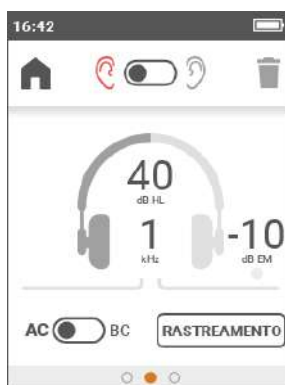 16:42
40
dB HL
1
kHz
-10
dB EM
AC BC
RASTREAMENTO